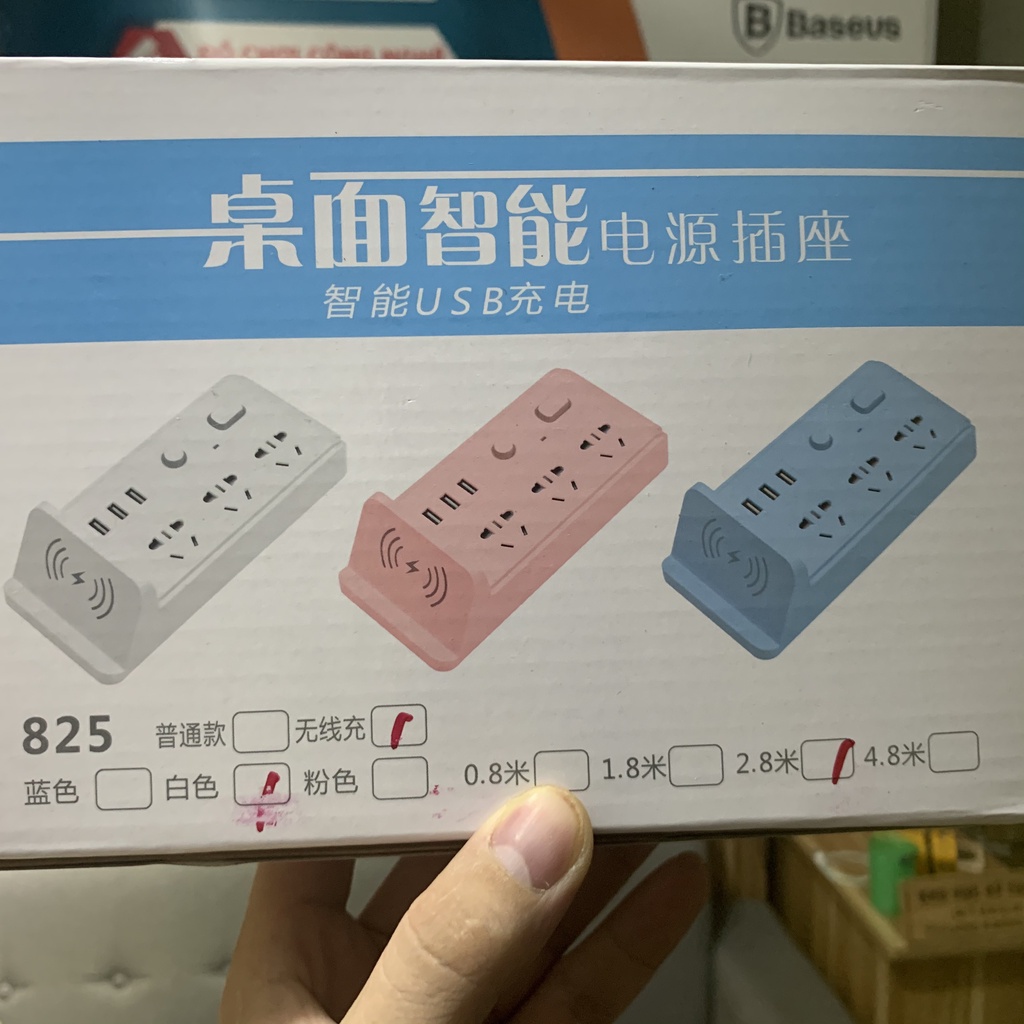 Baseus
桌面智能电源插座
智能USB充电
825 普通款 无线充
蓝色 白色 粉色 0.8米 1.8米 2.8米 4.8米